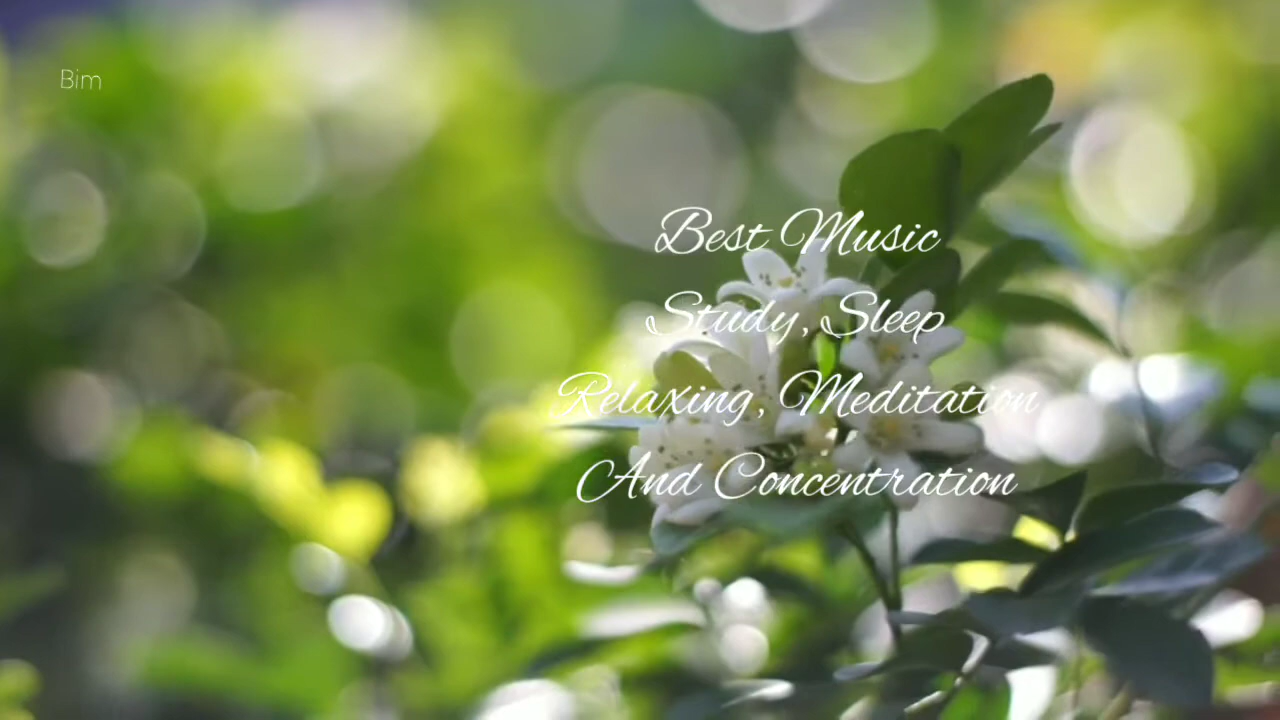 Bim
Best Music
Study, Sleep
Relaxing, Meditation
And Concentration